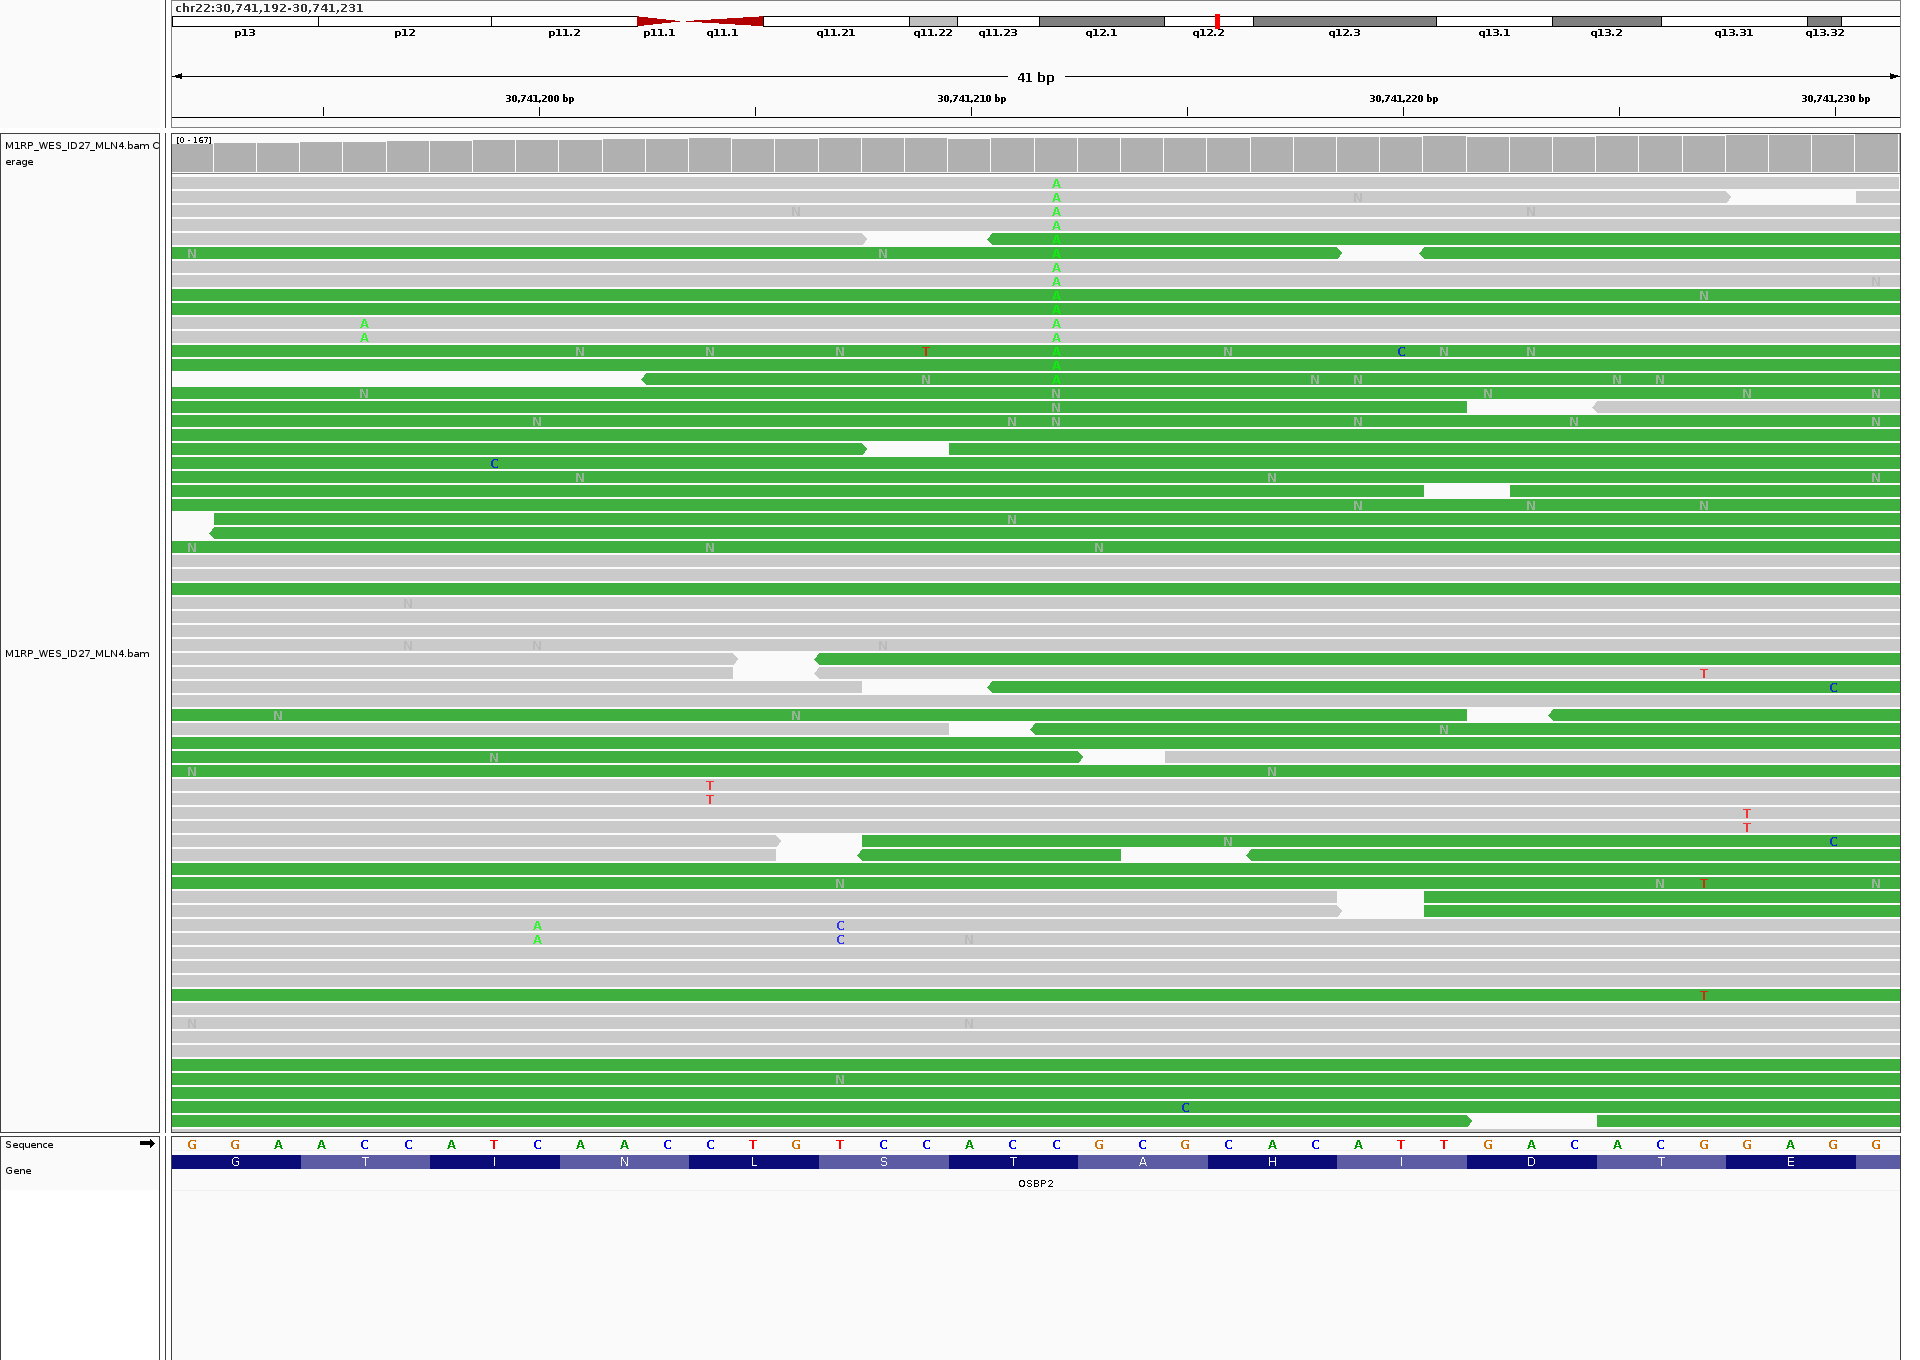 chr22:30,741,192-30,741,231
p13 p12 p11.2 p11.1 q11.1 q11.21 q11.22 q11.23 q12.1 q12.2 q12.3 q13.1 q13.2 q13.31 q13.32
41 bp
30,741,200 bp 30,741,210 bp 30,741,220 bp 30,741,230 bp
[0 - 167]
M1RP_WES_ID27_MLN4.bam C
erage
A
A N
N A N
A
A
N N A
A
A N
A N
A
A A
A A
N N N T A N C N N
A
N A N N N N
N N N N N
N
N N N N N N
C
N N N
N N N
N
N N N
N
N N N
M1RP_WES_ID27_MLN4.bam
T
C
N N
N
N
N N
T
T
T
T
N C
N T N N
A C
A C N
T
N N
N
C
Sequence G G A A C C A T C A A C C T G T C C A C C G C G C A C A T T G A C A C G G A G G
Gene G T I N L S T A H I D T E
OSBP2